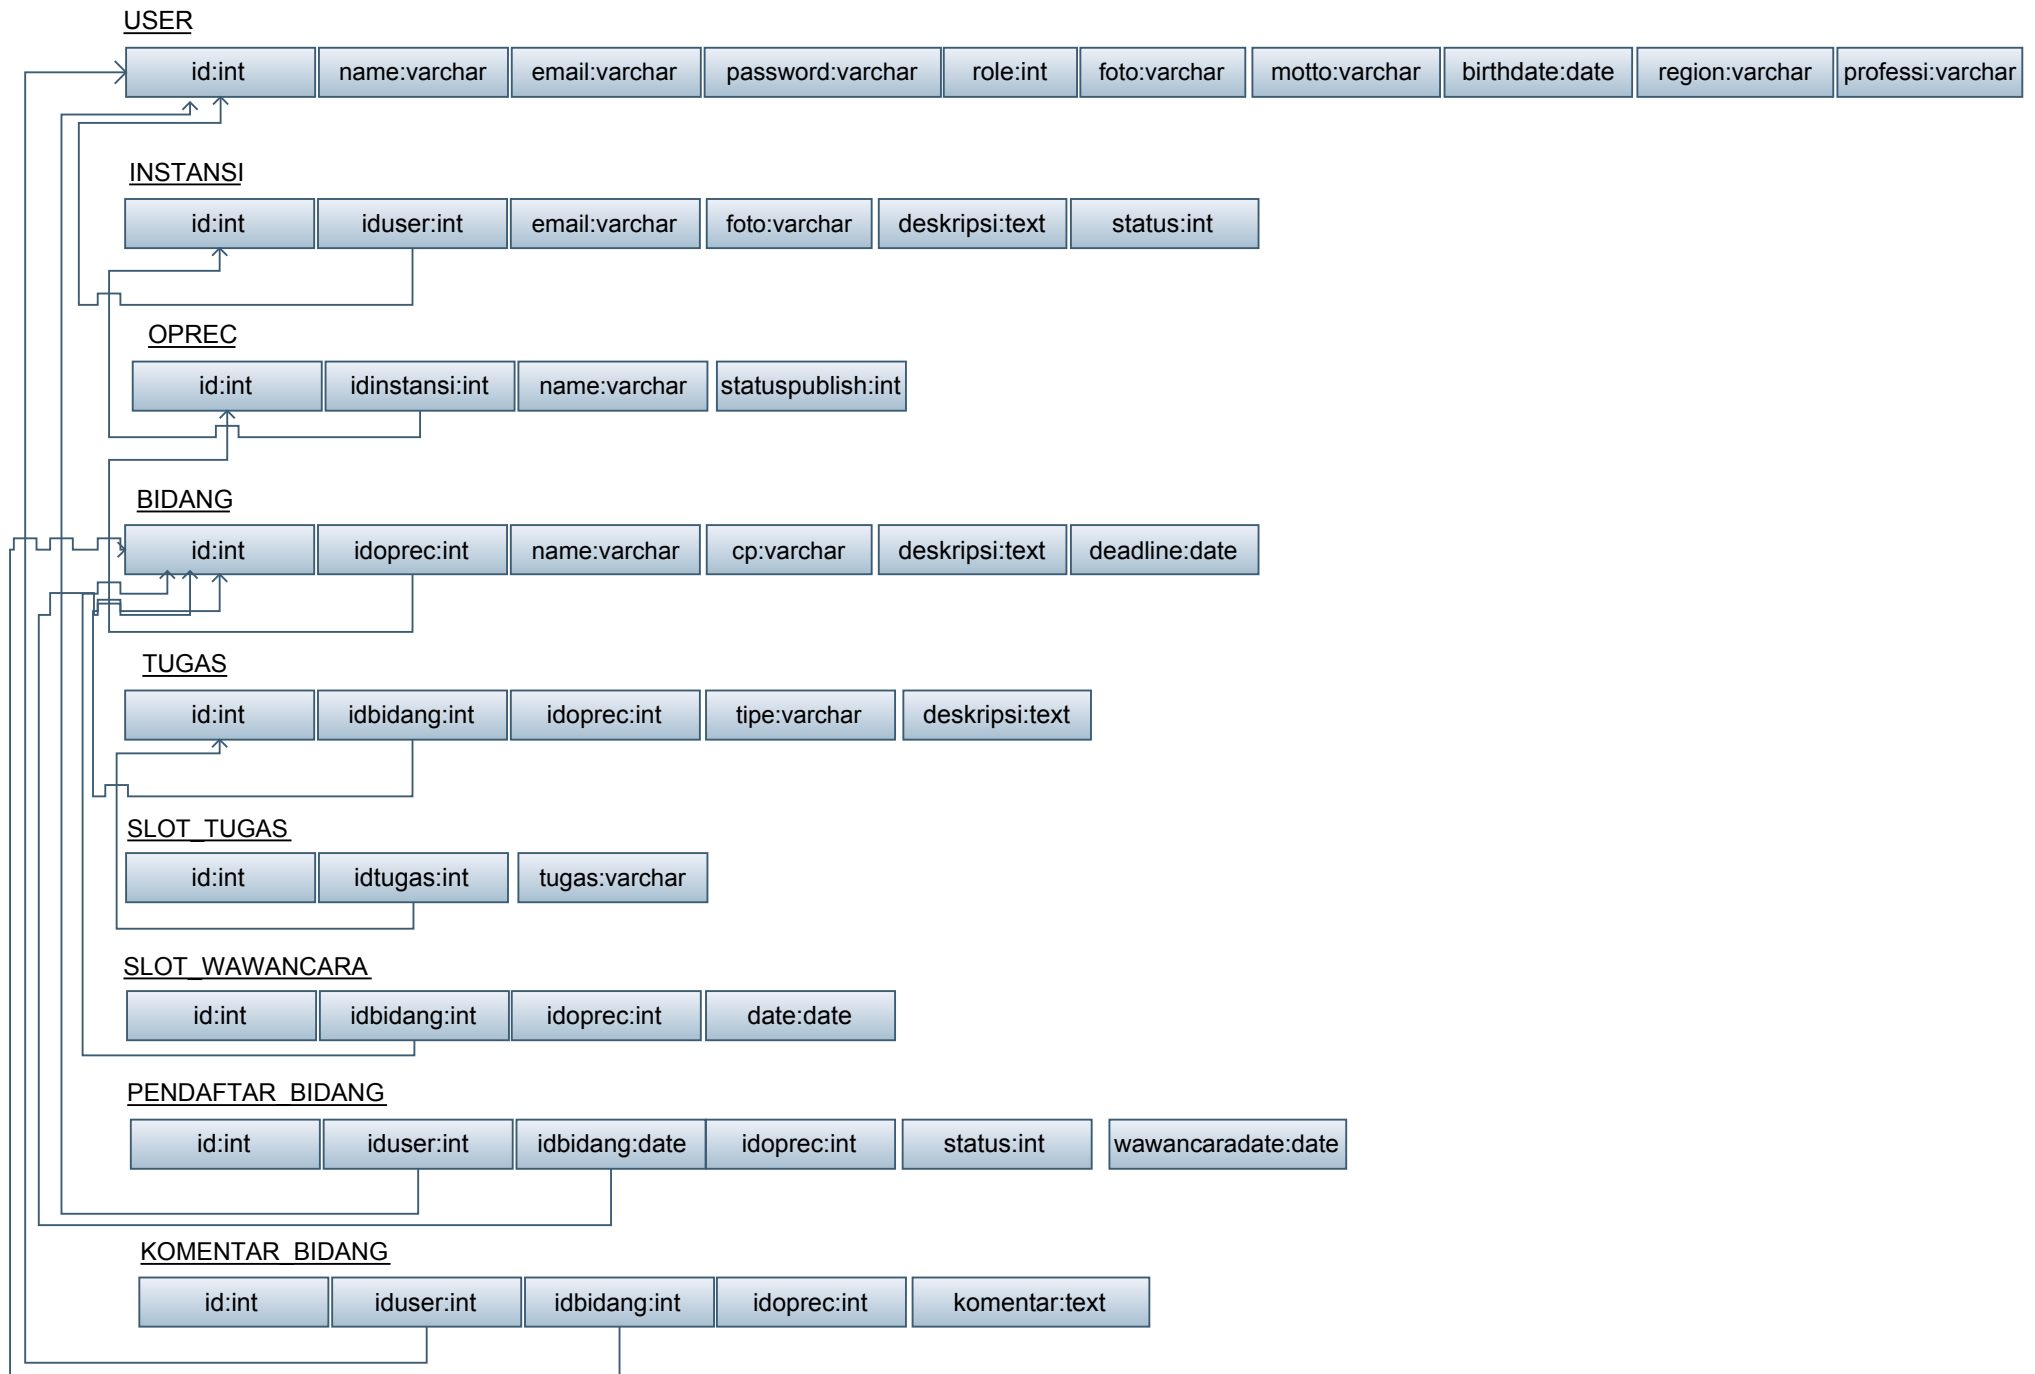 USER
id:int name:varchar email:varchar password:varchar role:int foto:varchar motto:varchar birthdate:date region:varchar professi:varchar
INSTANSI
id:int iduser:int email:varchar foto:varchar deskripsi:text status:int
OPREC
id:int idinstansi:int name:varchar statuspublish:int
BIDANG
id:int idoprec:int name:varchar cp:varchar deskripsi:text deadline:date
TUGAS
id:int idbidang:int idoprec:int tipe:varchar deskripsi:text
SLOT_TUGAS
id:int idtugas:int tugas:varchar
SLOT_WAWANCARA
id:int idbidang:int idoprec:int date:date
PENDAFTAR_BIDANG
id:int iduser:int idbidang:date idoprec:int status:int wawancaradate:date
KOMENTAR_BIDANG
id:int iduser:int idbidang:int idoprec:int komentar:text